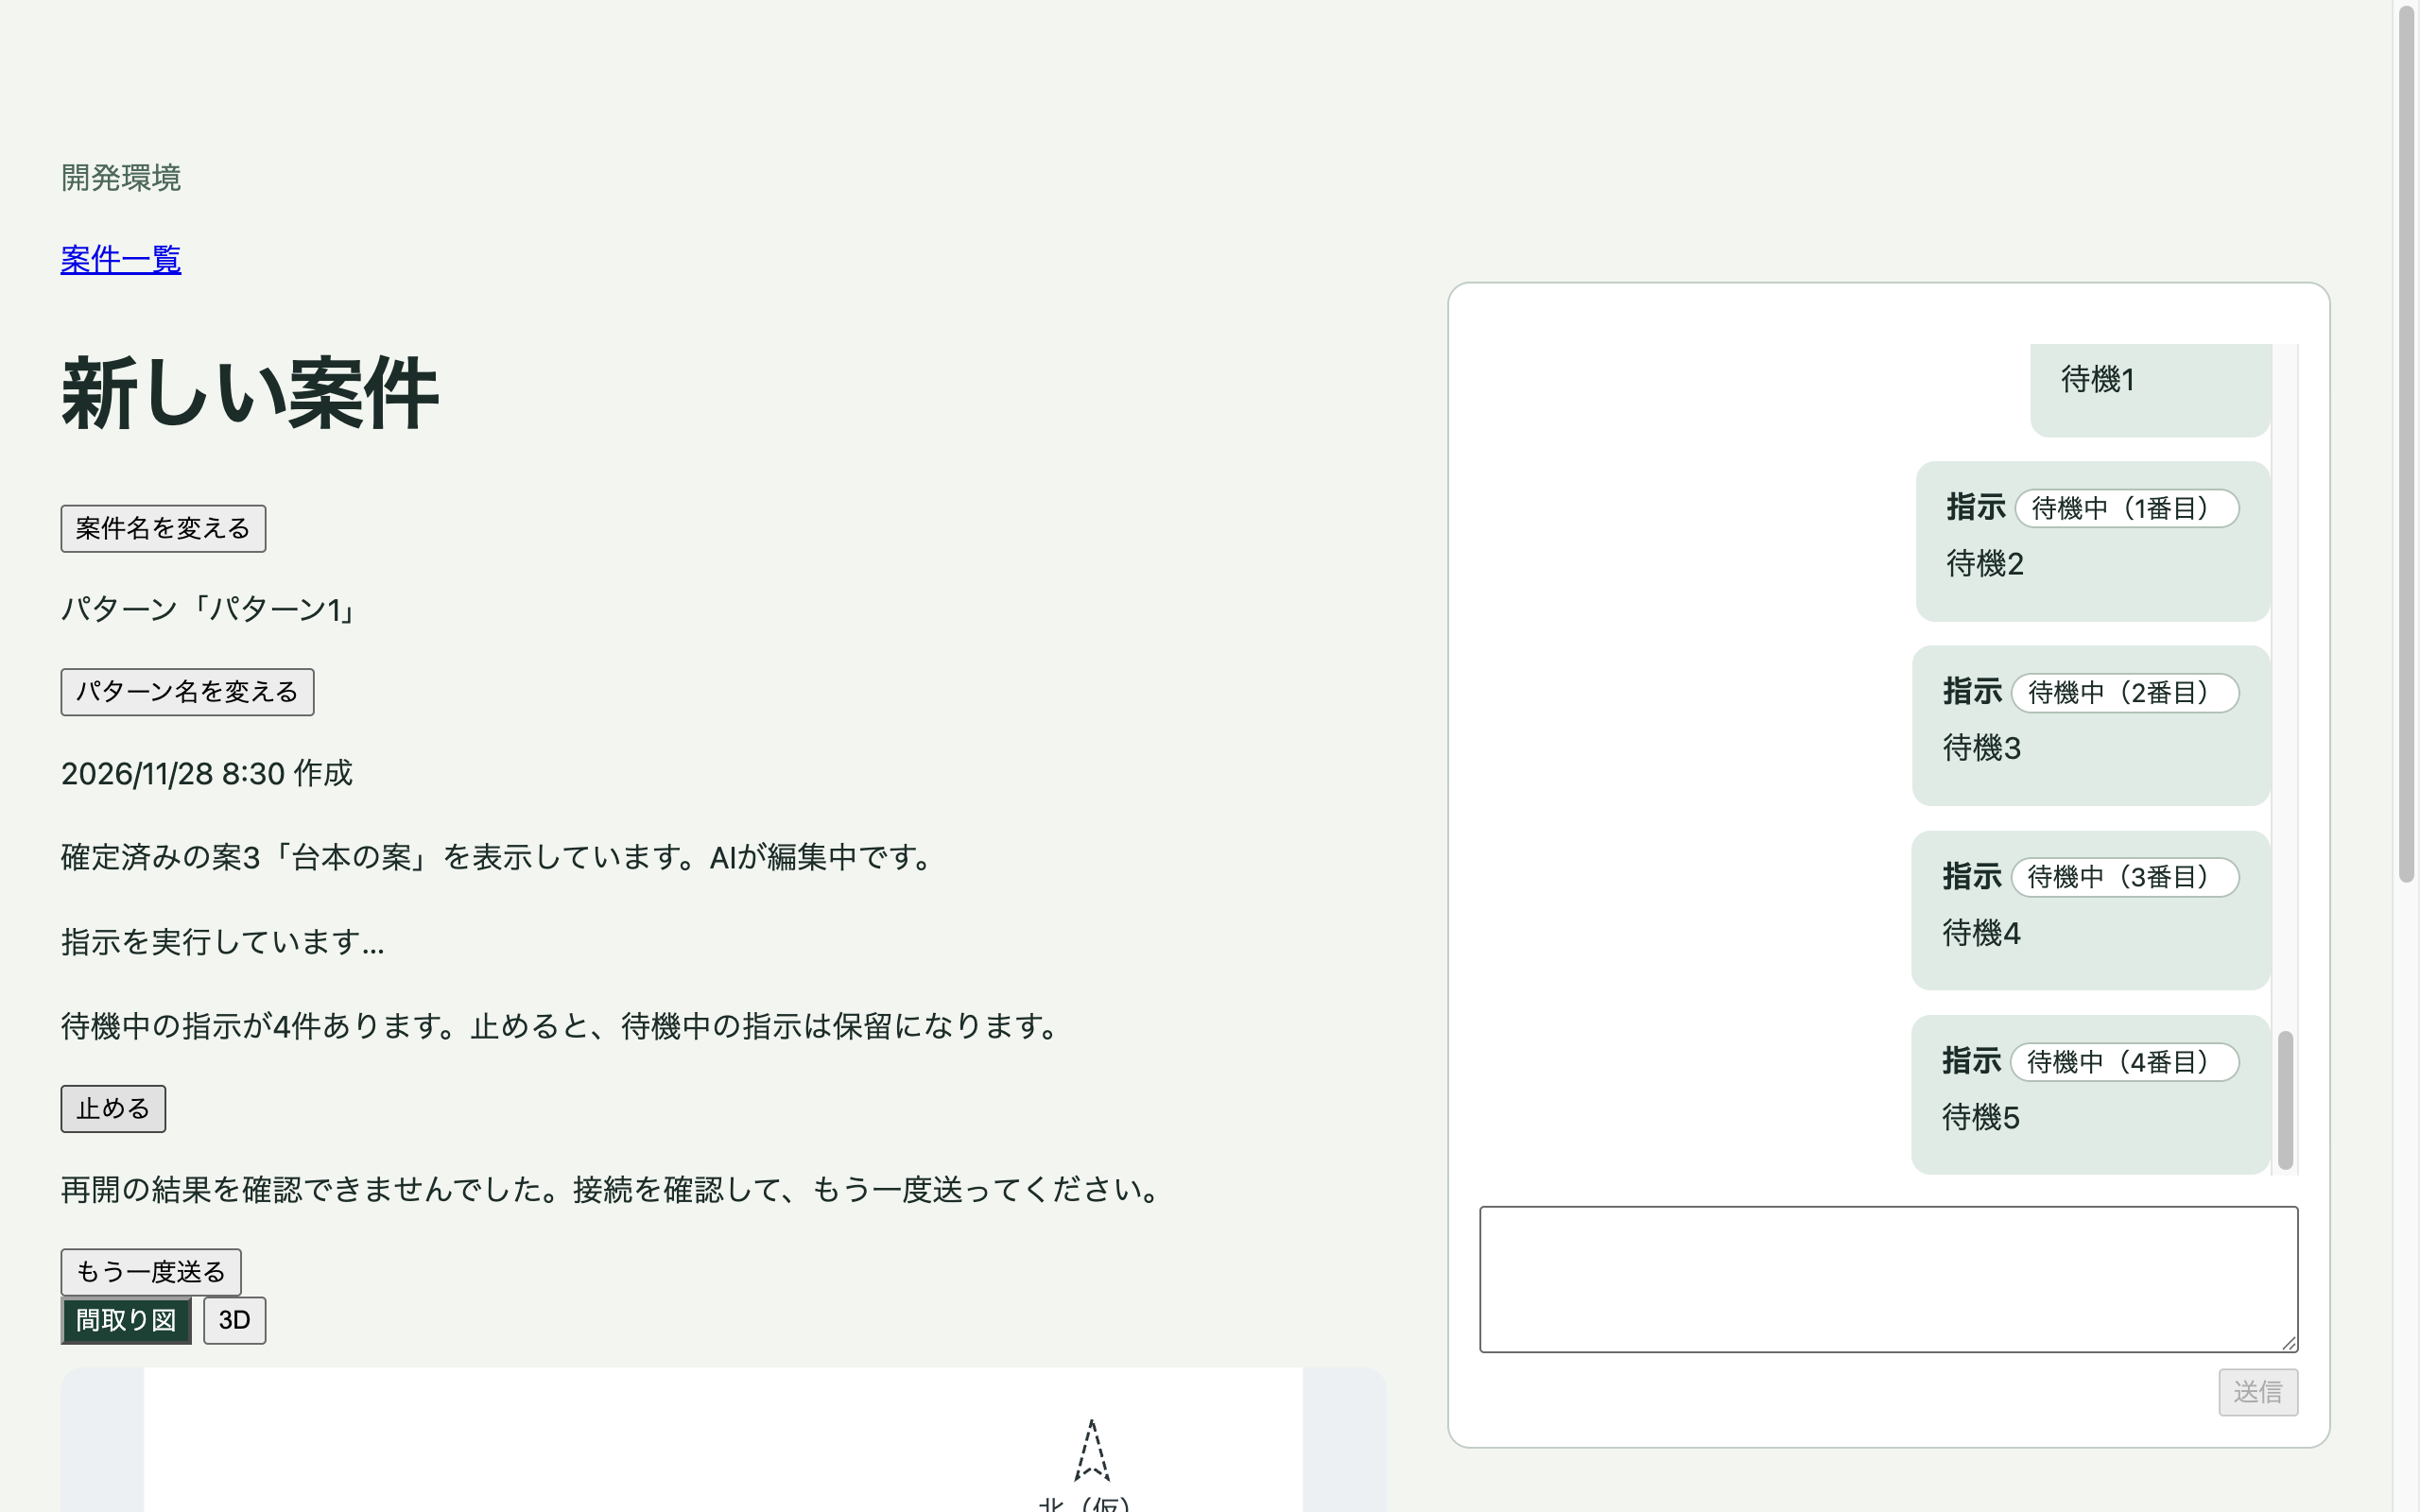 開発環境
案件一覧
新しい案件
案件名を変える
パターン「パターン1」
パターン名を変える
2026/11/28 8:30 作成
確定済みの案3「台本の案」を表示しています。AIが編集中です。
指示を実行しています...
待機中の指示が4件あります。止めると、待機中の指示は保留になります。
止める
再開の結果を確認できませんでした。接続を確認して、もう一度送ってください。
もう一度送る
間取り図 3D
北（仮）
待機1
指示 待機中（1番目）
待機2
指示 待機中（2番目）
待機3
指示 待機中（3番目）
待機4
指示 待機中（4番目）
待機5
送信